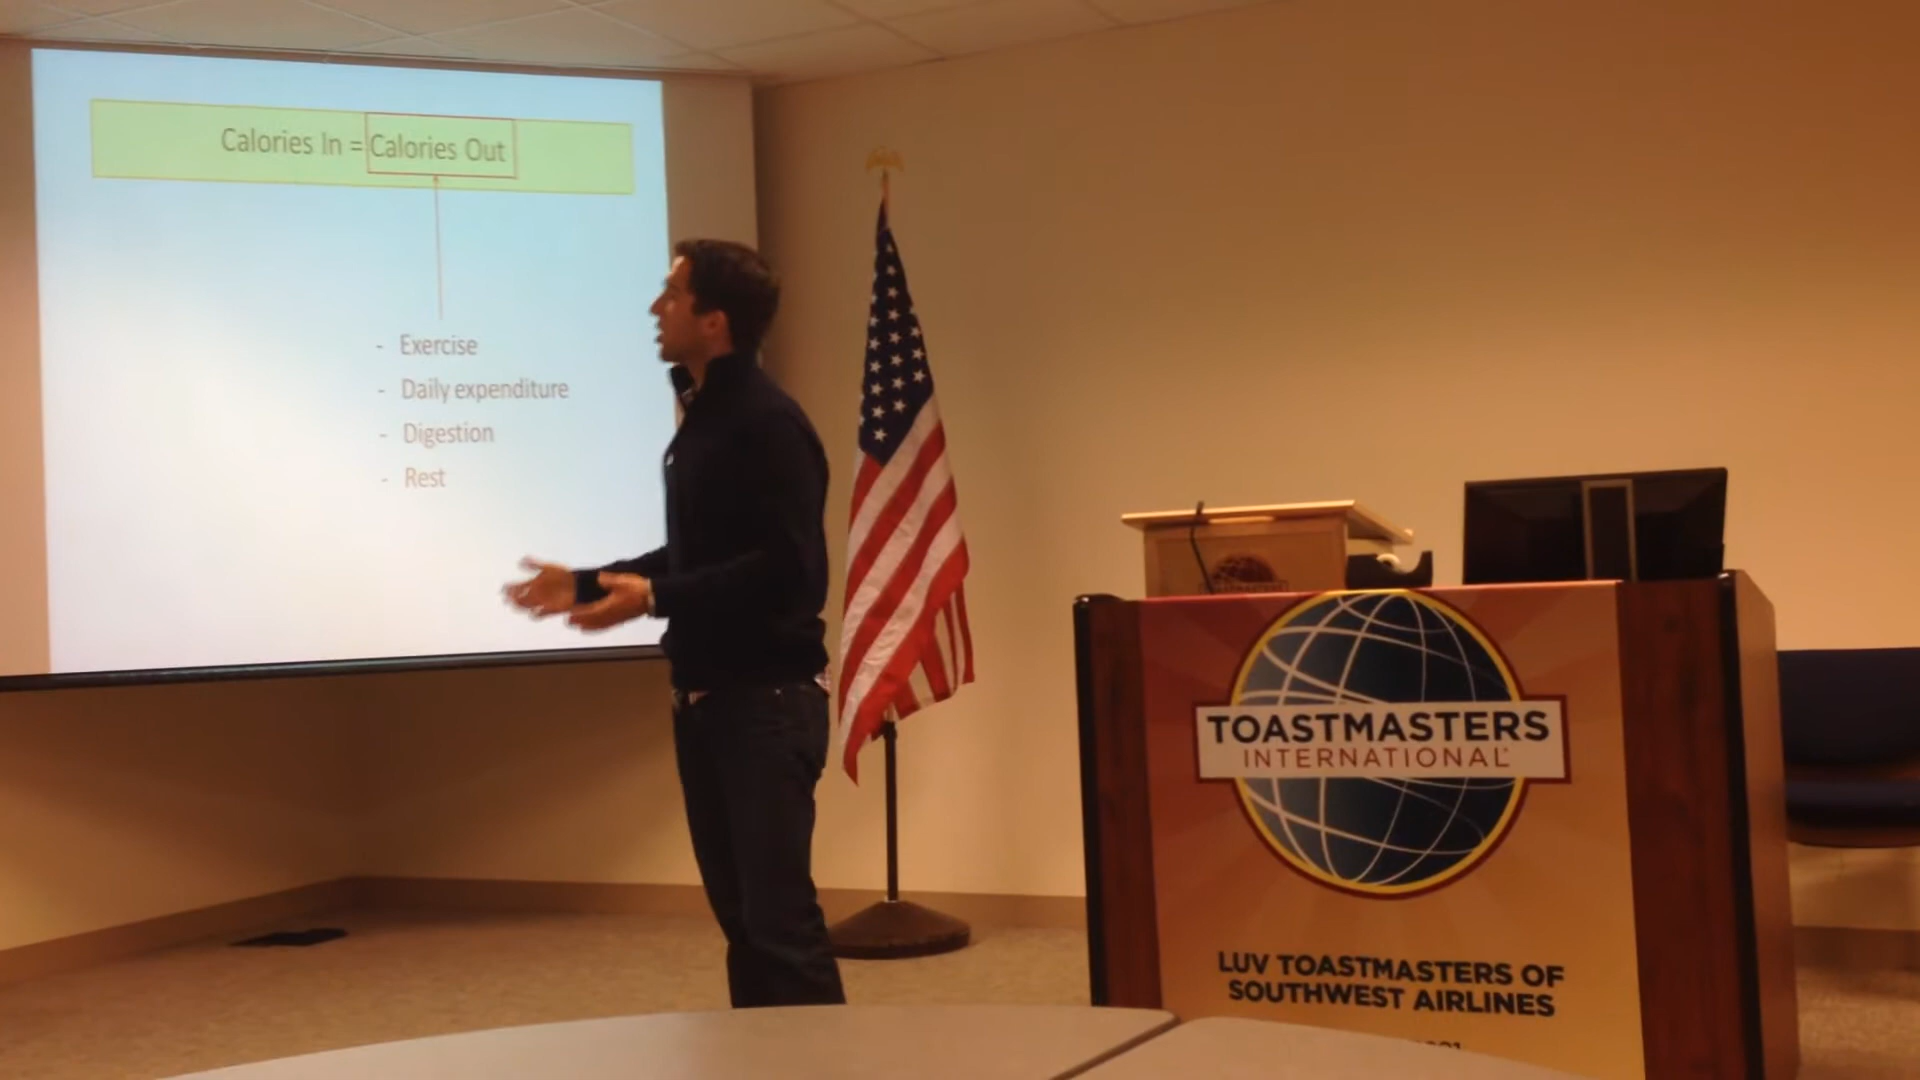 Calories In = Calories Out
- Exercise
- Daily expenditure
- Digestion
- Rest
TOASTMASTERS
INTERNATIONAL
LUV TOASTMASTERS OF
SOUTHWEST AIRLINES